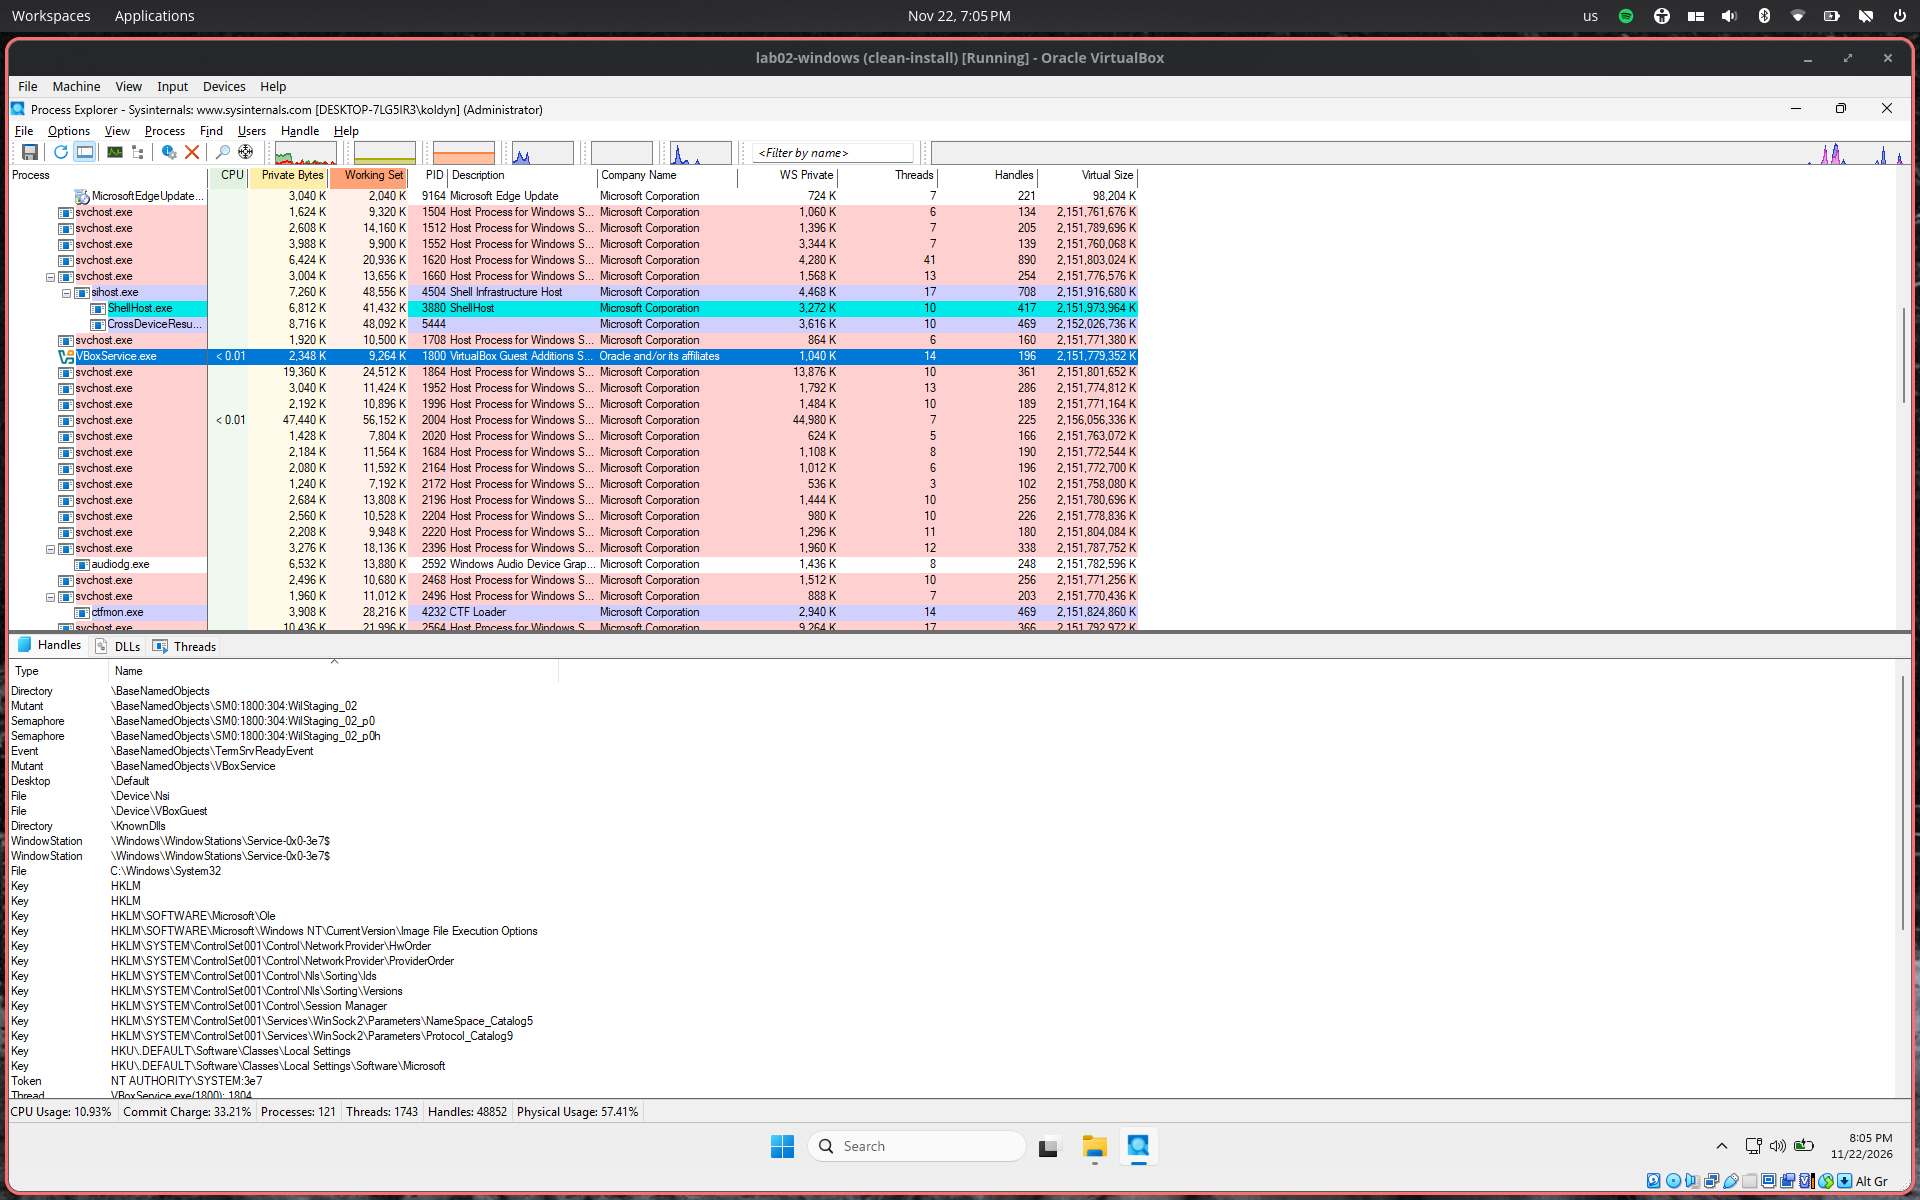 Workspaces Applications Nov 22, 7:05 PM us
lab02-windows (clean-install) [Running] - Oracle VirtualBox
File Machine View Input Devices Help
Process Explorer - Sysinternals: www.sysinternals.com [DESKTOP-7LG5IR3\koldyn] (Administrator)
File Options View Process Find Users Handle Help
<Filter by name>
Process CPU Private Bytes Working Set PID Description Company Name WS Private Threads Handles Virtual Size
MicrosoftEdgeUpdate... 3,040 K 2,040 K 9164 Microsoft Edge Update Microsoft Corporation 724 K 7 221 98,204 K
svchost.exe 1,624 K 9,320 K 1504 Host Process for Windows S... Microsoft Corporation 1,060 K 6 134 2,151,761,676 K
svchost.exe 2,608 K 14,160 K 1512 Host Process for Windows S... Microsoft Corporation 1,396 K 7 205 2,151,789,696 K
svchost.exe 3,988 K 9,900 K 1552 Host Process for Windows S... Microsoft Corporation 3,344 K 7 139 2,151,760,068 K
svchost.exe 6,424 K 20,936 K 1620 Host Process for Windows S... Microsoft Corporation 4,280 K 41 890 2,151,803,024 K
svchost.exe 3,004 K 13,656 K 1660 Host Process for Windows S... Microsoft Corporation 1,568 K 13 254 2,151,776,576 K
sihost.exe 7,260 K 48,556 K 4504 Shell Infrastructure Host Microsoft Corporation 4,468 K 17 708 2,151,916,680 K
ShellHost.exe 6,812 K 41,432 K 3880 ShellHost Microsoft Corporation 3,272 K 10 417 2,151,973,964 K
CrossDeviceResu... 8,716 K 48,092 K 5444 3,616 K 10 469 2,152,026,736 K
svchost.exe 1,920 K 10,500 K 1708 Host Process for Windows S... Microsoft Corporation 864 K 6 160 2,151,771,380 K
VBoxService.exe < 0.01 2,348 K 9,264 K 1800 VirtualBox Guest Additions S... Oracle and/or its affiliates 1,040 K 14 196 2,151,779,352 K
svchost.exe 19,360 K 24,512 K 1864 Host Process for Windows S... Microsoft Corporation 13,876 K 10 361 2,151,801,652 K
svchost.exe 3,040 K 11,424 K 1952 Host Process for Windows S... Microsoft Corporation 1,792 K 13 286 2,151,774,812 K
svchost.exe 2,192 K 10,896 K 1996 Host Process for Windows S... Microsoft Corporation 1,484 K 10 189 2,151,771,164 K
svchost.exe < 0.01 47,440 K 56,152 K 2004 Host Process for Windows S... Microsoft Corporation 44,980 K 7 225 2,156,056,336 K
svchost.exe 1,428 K 7,804 K 2020 Host Process for Windows S... Microsoft Corporation 624 K 5 166 2,151,763,072 K
svchost.exe 2,184 K 11,564 K 1684 Host Process for Windows S... Microsoft Corporation 1,108 K 8 190 2,151,772,544 K
svchost.exe 2,080 K 11,592 K 2164 Host Process for Windows S... Microsoft Corporation 1,012 K 6 196 2,151,772,700 K
svchost.exe 1,240 K 7,192 K 2172 Host Process for Windows S... Microsoft Corporation 536 K 3 102 2,151,758,080 K
svchost.exe 2,684 K 13,808 K 2196 Host Process for Windows S... Microsoft Corporation 1,444 K 10 256 2,151,780,696 K
svchost.exe 2,560 K 10,528 K 2204 Host Process for Windows S... Microsoft Corporation 980 K 10 226 2,151,778,836 K
svchost.exe 2,208 K 9,948 K 2220 Host Process for Windows S... Microsoft Corporation 1,296 K 11 180 2,151,804,084 K
svchost.exe 3,276 K 18,136 K 2396 Host Process for Windows S... Microsoft Corporation 1,960 K 12 338 2,151,787,752 K
audiodg.exe 6,532 K 13,880 K 2592 Windows Audio Device Grap... Microsoft Corporation 1,436 K 8 248 2,151,782,596 K
svchost.exe 2,496 K 10,680 K 2468 Host Process for Windows S... Microsoft Corporation 1,512 K 10 256 2,151,771,256 K
svchost.exe 1,960 K 11,012 K 2496 Host Process for Windows S... Microsoft Corporation 888 K 7 203 2,151,770,436 K
ctfmon.exe 3,908 K 28,216 K 4232 CTF Loader Microsoft Corporation 2,940 K 14 469 2,151,824,860 K
svchost.exe 10,436 K 21,996 K 2564 Host Process for Windows S... Microsoft Corporation 9,264 K 17 366 2,151,792,972 K
Handles DLLs Threads
Type Name
Directory \BaseNamedObjects
Mutant \BaseNamedObjects\SM0:1800:304:WilStaging_02
Semaphore \BaseNamedObjects\SM0:1800:304:WilStaging_02_p0
Semaphore \BaseNamedObjects\SM0:1800:304:WilStaging_02_p0h
Event \BaseNamedObjects\TermSrvReadyEvent
Mutant \BaseNamedObjects\VBoxService
Desktop \Default
File \Device\Nsi
File \Device\VBoxGuest
Directory \KnownDlls
WindowStation \Windows\WindowStations\Service-0x0-3e7$
WindowStation \Windows\WindowStations\Service-0x0-3e7$
File C:\Windows\System32
Key HKLM
Key HKLM
Key HKLM\SOFTWARE\Microsoft\Ole
Key HKLM\SOFTWARE\Microsoft\Windows NT\CurrentVersion\Image File Execution Options
Key HKLM\SYSTEM\ControlSet001\Control\NetworkProvider\HwOrder
Key HKLM\SYSTEM\ControlSet001\Control\NetworkProvider\ProviderOrder
Key HKLM\SYSTEM\ControlSet001\Control\Nls\Sorting\Ids
Key HKLM\SYSTEM\ControlSet001\Control\Nls\Sorting\Versions
Key HKLM\SYSTEM\ControlSet001\Control\Session Manager
Key HKLM\SYSTEM\ControlSet001\Services\WinSock2\Parameters\NameSpace_Catalog5
Key HKLM\SYSTEM\ControlSet001\Services\WinSock2\Parameters\Protocol_Catalog9
Key HKU\.DEFAULT\Software\Classes\Local Settings
Key HKU\.DEFAULT\Software\Classes\Local Settings\Software\Microsoft
Token NT AUTHORITY\SYSTEM:3e7
Thread VBoxService.exe(1800): 1804
CPU Usage: 10.93% Commit Charge: 33.21% Processes: 121 Threads: 1743 Handles: 48852 Physical Usage: 57.41%
Search
8:05 PM
11/22/2026
Alt Gr